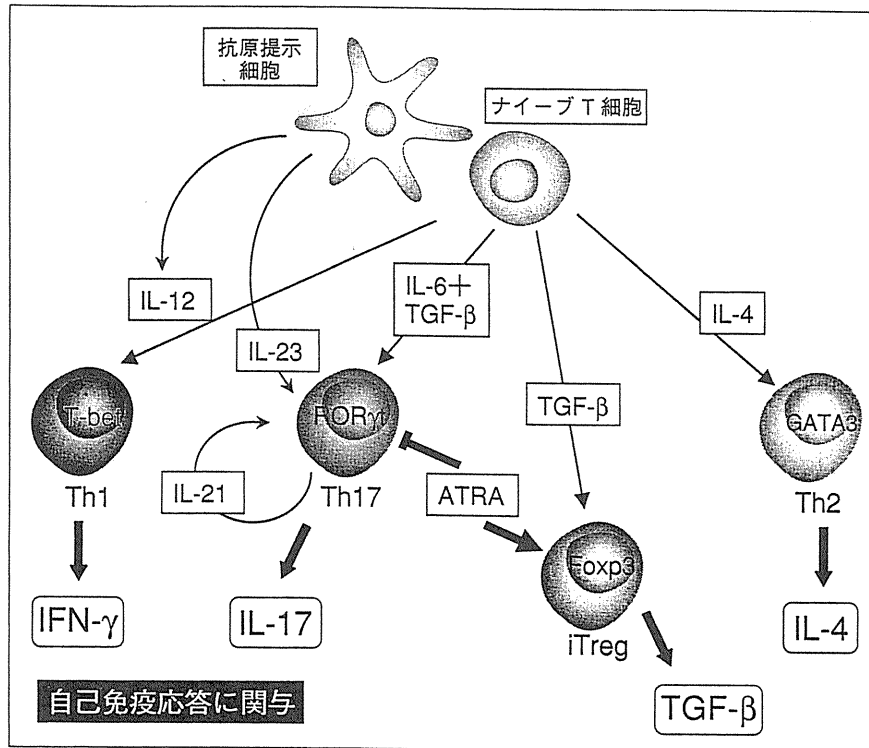 抗原提示
細胞
ナイーブT細胞
IL-12
IL-6＋
TGF-β
IL-4
IL-23
TGF-β
T-bet
RORγt
GATA3
IL-21
ATRA
Th1
Th17
Th2
Foxp3
iTreg
IFN-γ
IL-17
IL-4
TGF-β
自己免疫応答に関与